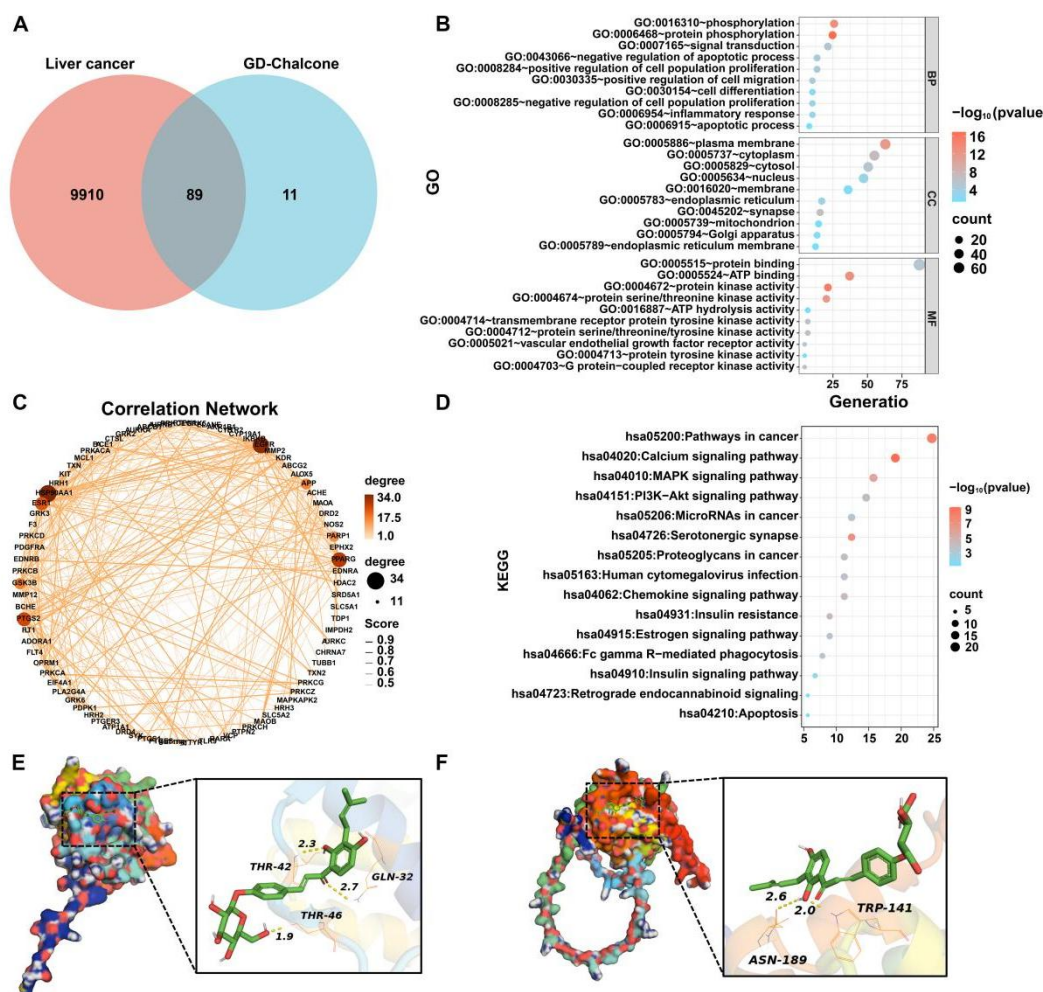 A
Liver cancer
GD-Chalcone
9910
89
11
B
GO
GO:0016310~phosphorylation
GO:0006468~protein phosphorylation
GO:0007165~signal transduction
GO:0043066~negative regulation of apoptotic process
GO:0008284~positive regulation of cell population proliferation
GO:0030335~positive regulation of cell migration
GO:0030154~cell differentiation
GO:0008285~negative regulation of cell population proliferation
GO:0006954~inflammatory response
GO:0006915~apoptotic process
BP
GO:0005886~plasma membrane
GO:0005737~cytoplasm
GO:0005829~cytosol
GO:0005634~nucleus
GO:0016020~membrane
GO:0005783~endoplasmic reticulum
GO:0045202~synapse
GO:0005739~mitochondrion
GO:0005794~Golgi apparatus
GO:0005789~endoplasmic reticulum membrane
CC
GO:0005515~protein binding
GO:0005524~ATP binding
GO:0004672~protein kinase activity
GO:0004674~protein serine/threonine kinase activity
GO:0016887~ATP hydrolysis activity
GO:0004714~transmembrane receptor protein tyrosine kinase activity
GO:0004712~protein serine/threonine/tyrosine kinase activity
GO:0005021~vascular endothelial growth factor receptor activity
GO:0004713~protein tyrosine kinase activity
GO:0004703~G protein−coupled receptor kinase activity
MF
25 50 75
Generatio
−log₁₀(pvalue
16
12
8
4
count
20
40
60
C
Correlation Network
GRK2
CTSL
PRKACA
MCL1
TXN
KIT
HRH1
HSP90AA1
ESR1
GRK3
F3
PRKCD
PDGFRA
EDNRB
PRKCB
GSK3B
MMP12
BCHE
PTGS2
ADORA1
FLT4
OPRM1
PRKCA
EIF4A1
PLA2G4A
GRK6
PDPK1
HRH2
PTGER3
ATP1A1
CYP19A1
EGFR
MMP2
KDR
ABCG2
ALOX5
APP
ACHE
MAOA
DRD2
NOS2
PARP1
EPHX2
PPARG
EDNRA
HDAC2
SRD5A1
SLC5A1
TDP1
IMPDH2
AURKC
CHRNA7
TUBB1
TXN2
PRKCG
PRKCZ
MAPKAPK2
HRH3
SLC5A2
MAOB
PRKCH
PTPN2
degree
34.0
17.5
1.0
degree
34
11
Score
0.9
0.8
0.7
0.6
0.5
D
KEGG
hsa05200:Pathways in cancer
hsa04020:Calcium signaling pathway
hsa04010:MAPK signaling pathway
hsa04151:PI3K-Akt signaling pathway
hsa05206:MicroRNAs in cancer
hsa04726:Serotonergic synapse
hsa05205:Proteoglycans in cancer
hsa05163:Human cytomegalovirus infection
hsa04062:Chemokine signaling pathway
hsa04931:Insulin resistance
hsa04915:Estrogen signaling pathway
hsa04666:Fc gamma R−mediated phagocytosis
hsa04910:Insulin signaling pathway
hsa04723:Retrograde endocannabinoid signaling
hsa04210:Apoptosis
5 10 15 20 25
−log₁₀(pvalue)
9
7
5
3
count
5
10
15
20
E
2.3
THR-42
GLN-32
2.7
THR-46
1.9
F
2.6
2.0
TRP-141
ASN-189